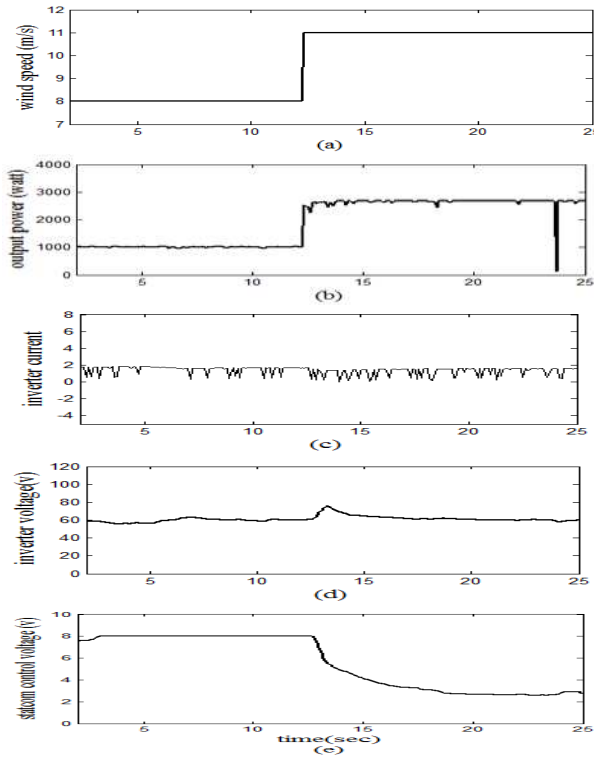 12
11
10
9
8
7
wind speed (m/s)
5 10 15 20 25
(a)
4000
3000
2000
1000
0
output power (watt)
5 10 15 20 25
(b)
8
6
4
2
0
-2
-4
inverter current
5 10 15 20 25
(c)
120
100
80
60
40
20
0
inverter voltage(v)
5 10 15 20 25
(d)
10
8
6
4
2
0
statcom control voltage (v)
5 10 15 20 25
time(sec)
(e)